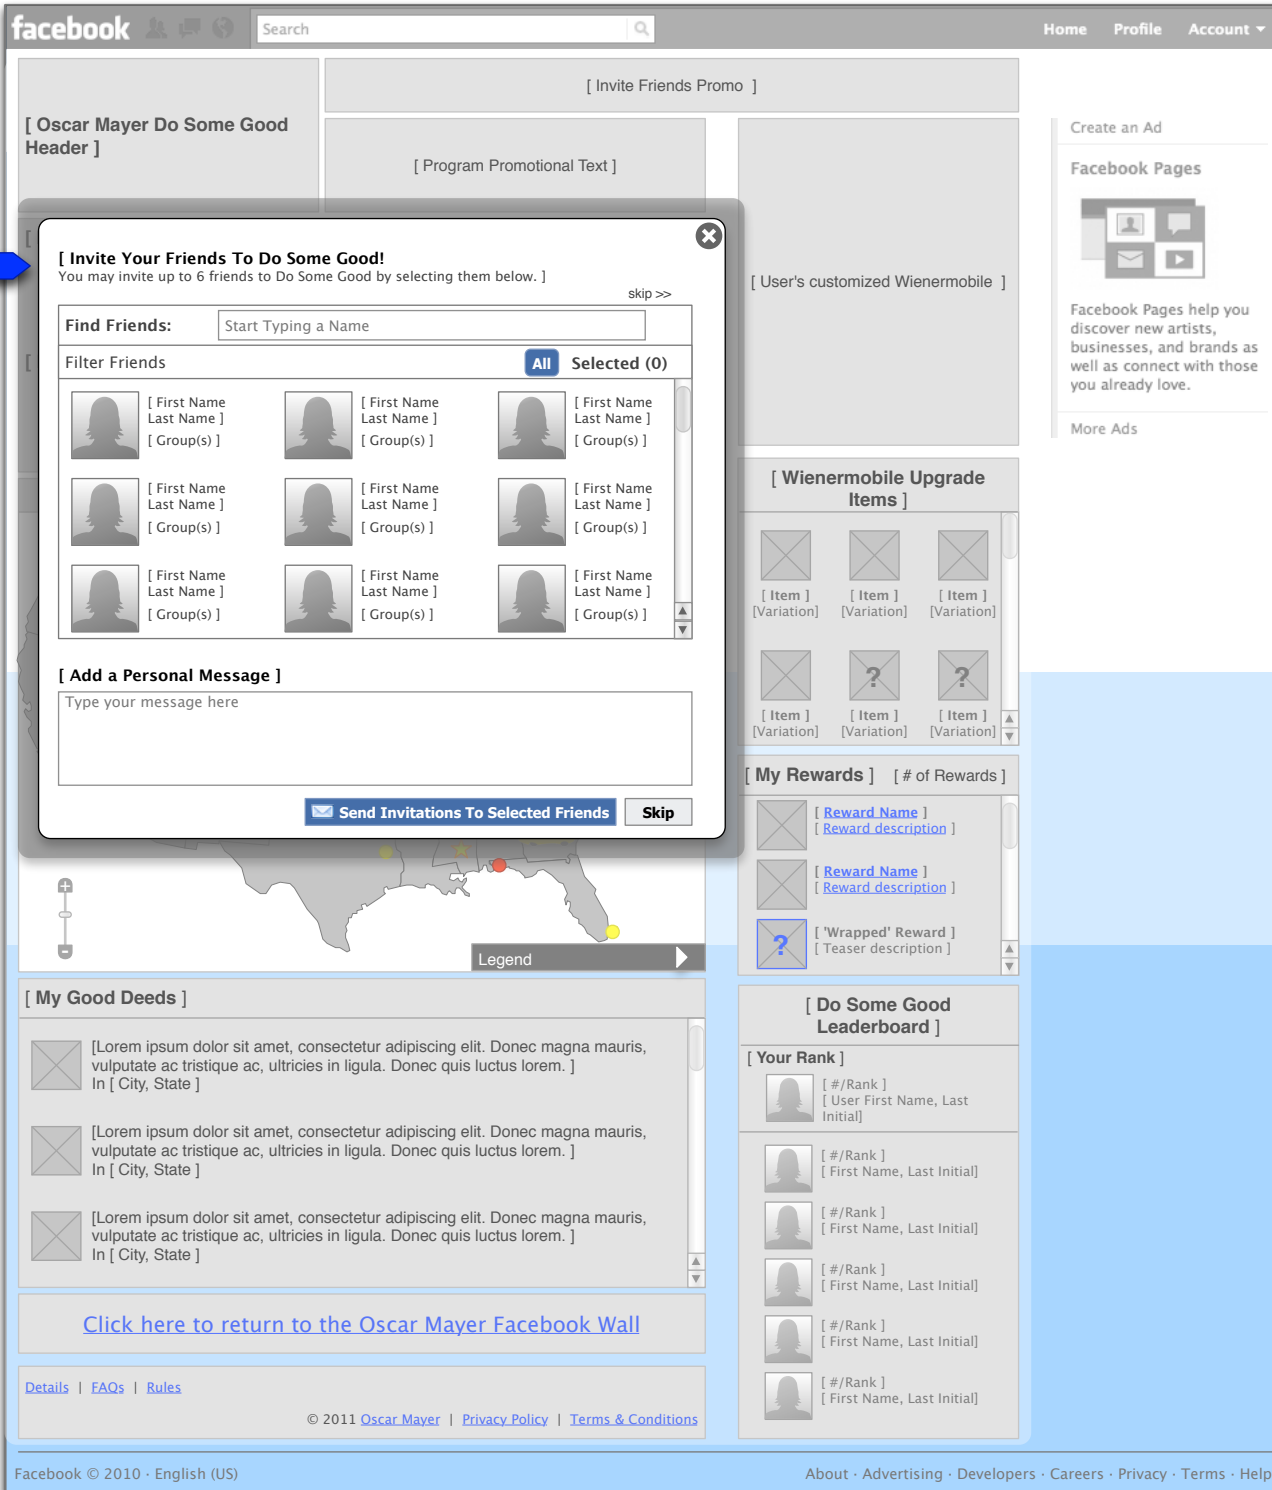 facebook
Search
Home Profile Account
[ Invite Friends Promo ]
[ Oscar Mayer Do Some Good
Header ]
[ Program Promotional Text ]
[ User's customized Wienermobile ]
Create an Ad
Facebook Pages
Facebook Pages help you
discover new artists,
businesses, and brands as
well as connect with those
you already love.
More Ads
[
[
[ Invite Your Friends To Do Some Good!
You may invite up to 6 friends to Do Some Good by selecting them below. ]
skip >>
Find Friends: Start Typing a Name
Filter Friends All Selected (0)
[ First Name
Last Name ]
[ Group(s) ]
[ First Name
Last Name ]
[ Group(s) ]
[ First Name
Last Name ]
[ Group(s) ]
[ First Name
Last Name ]
[ Group(s) ]
[ First Name
Last Name ]
[ Group(s) ]
[ First Name
Last Name ]
[ Group(s) ]
[ First Name
Last Name ]
[ Group(s) ]
[ First Name
Last Name ]
[ Group(s) ]
[ First Name
Last Name ]
[ Group(s) ]
[ Add a Personal Message ]
Type your message here
Send Invitations To Selected Friends Skip
[ Wienermobile Upgrade
Items ]
[ Item ] [ Item ] [ Item ]
[Variation] [Variation] [Variation]
? ?
[ Item ] [ Item ] [ Item ]
[Variation] [Variation] [Variation]
[ My Rewards ] [ # of Rewards ]
[ Reward Name ]
[ Reward description ]
[ Reward Name ]
[ Reward description ]
?
[ 'Wrapped' Reward ]
[ Teaser description ]
Legend
[ My Good Deeds ]
[Lorem ipsum dolor sit amet, consectetur adipiscing elit. Donec magna mauris,
vulputate ac tristique ac, ultricies in ligula. Donec quis luctus lorem. ]
In [ City, State ]
[Lorem ipsum dolor sit amet, consectetur adipiscing elit. Donec magna mauris,
vulputate ac tristique ac, ultricies in ligula. Donec quis luctus lorem. ]
In [ City, State ]
[Lorem ipsum dolor sit amet, consectetur adipiscing elit. Donec magna mauris,
vulputate ac tristique ac, ultricies in ligula. Donec quis luctus lorem. ]
In [ City, State ]
[ Do Some Good
Leaderboard ]
[ Your Rank ]
[ #/Rank ]
[ User First Name, Last
Initial]
[ #/Rank ]
[ First Name, Last Initial]
[ #/Rank ]
[ First Name, Last Initial]
[ #/Rank ]
[ First Name, Last Initial]
[ #/Rank ]
[ First Name, Last Initial]
[ #/Rank ]
[ First Name, Last Initial]
Click here to return to the Oscar Mayer Facebook Wall
Details | FAQs | Rules
© 2011 Oscar Mayer | Privacy Policy | Terms & Conditions
Facebook © 2010 · English (US)
About · Advertising · Developers · Careers · Privacy · Terms · Help